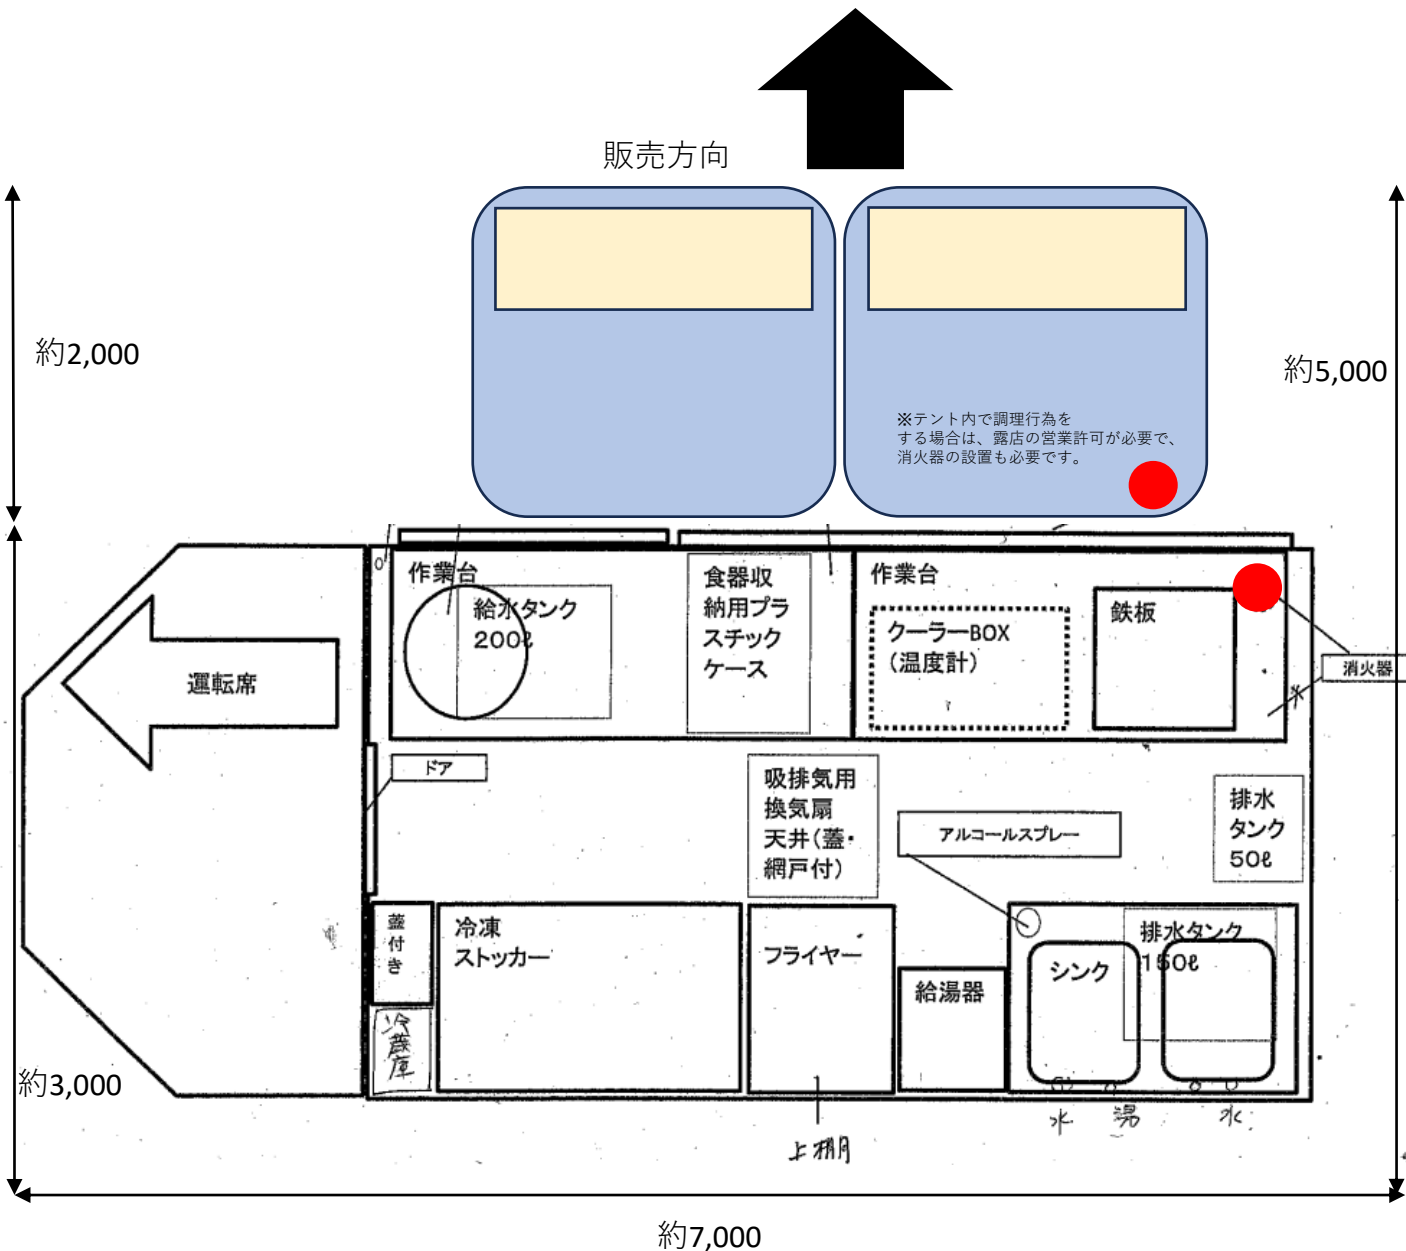 販売方向
約2,000
約5,000
※テント内で調理行為を
する場合は、露店の営業許可が必要で、
消火器の設置も必要です。
作業台
給水タンク
200ℓ
食器収
納用プラ
スチック
ケース
作業台
クーラーBOX
（温度計）
鉄板
消火器
運転席
ドア
吸排気用
換気扇
天井（蓋・
網戸付）
アルコールスプレー
排水
タンク
50ℓ
蓋付き
冷蔵庫
冷凍
ストッカー
フライヤー
給湯器
シンク
排水タンク
150ℓ
水 湯 水
上棚
約3,000
約7,000